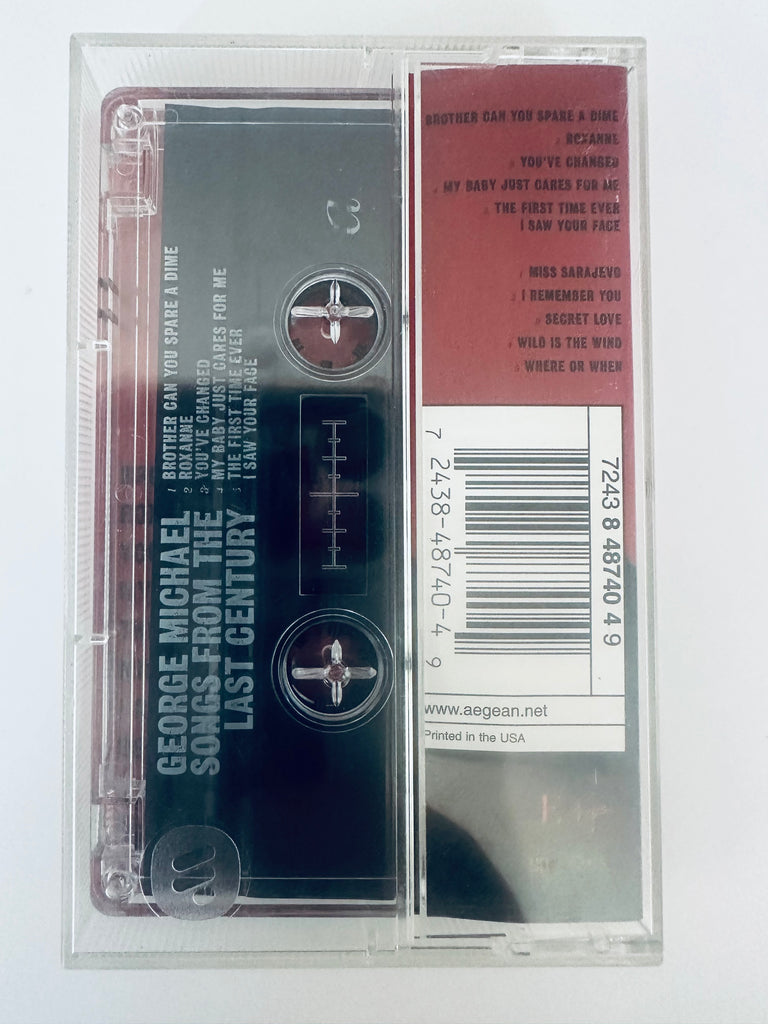 GEORGE MICHAEL
SONGS FROM THE
LAST CENTURY
1 BROTHER CAN YOU SPARE A DIME
2 ROXANNE
3 YOU'VE CHANGED
4 MY BABY JUST CARES FOR ME
5 THE FIRST TIME EVER
I SAW YOUR FACE
BROTHER CAN YOU SPARE A DIME
ROXANNE
YOU'VE CHANGED
MY BABY JUST CARES FOR ME
THE FIRST TIME EVER
I SAW YOUR FACE
MISS SARAJEVO
I REMEMBER YOU
SECRET LOVE
WILD IS THE WIND
WHERE OR WHEN
7243 8 48740 4 9
7 2438-48740-4 9
www.aegean.net
Printed in the USA